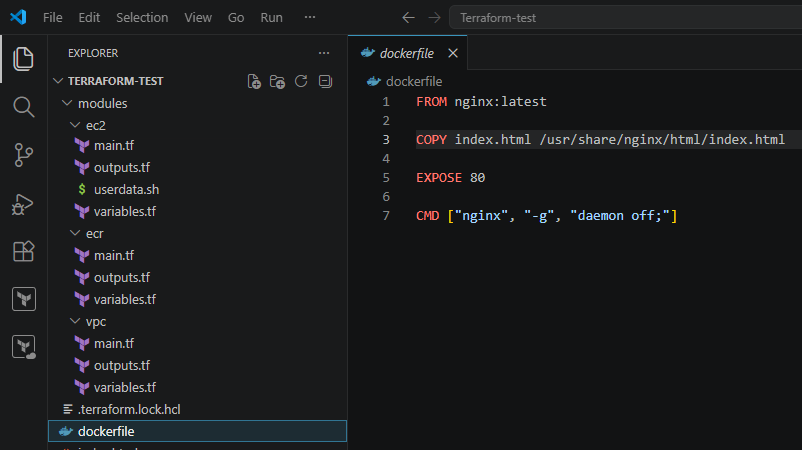 File Edit Selection View Go Run ···
Terraform-test
EXPLORER ···
TERRAFORM-TEST
modules
ec2
main.tf
outputs.tf
$ userdata.sh
variables.tf
ecr
main.tf
outputs.tf
variables.tf
vpc
main.tf
outputs.tf
variables.tf
.terraform.lock.hcl
dockerfile
dockerfile
dockerfile
1 FROM nginx:latest
2
3 COPY index.html /usr/share/nginx/html/index.html
4
5 EXPOSE 80
6
7 CMD ["nginx", "-g", "daemon off;"]